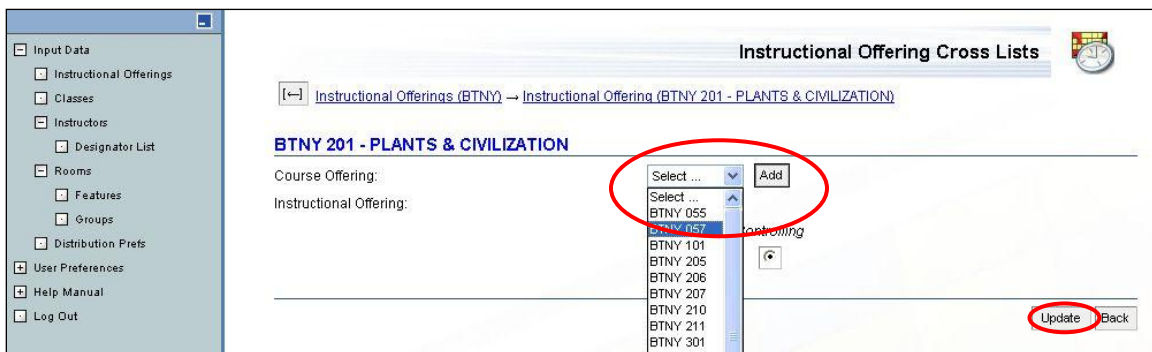 Input Data
Instructional Offerings
Classes
Instructors
Designator List
Rooms
Features
Groups
Distribution Prefs
User Preferences
Help Manual
Log Out
Instructional Offering Cross Lists
Instructional Offerings (BTNY) → Instructional Offering (BTNY 201 - PLANTS & CIVILIZATION)
BTNY 201 - PLANTS & CIVILIZATION
Course Offering: Select ... Add
Instructional Offering:
Select ...
BTNY 055
BTNY 057
BTNY 101
BTNY 205
BTNY 206
BTNY 207
BTNY 210
BTNY 211
BTNY 301
Update Back